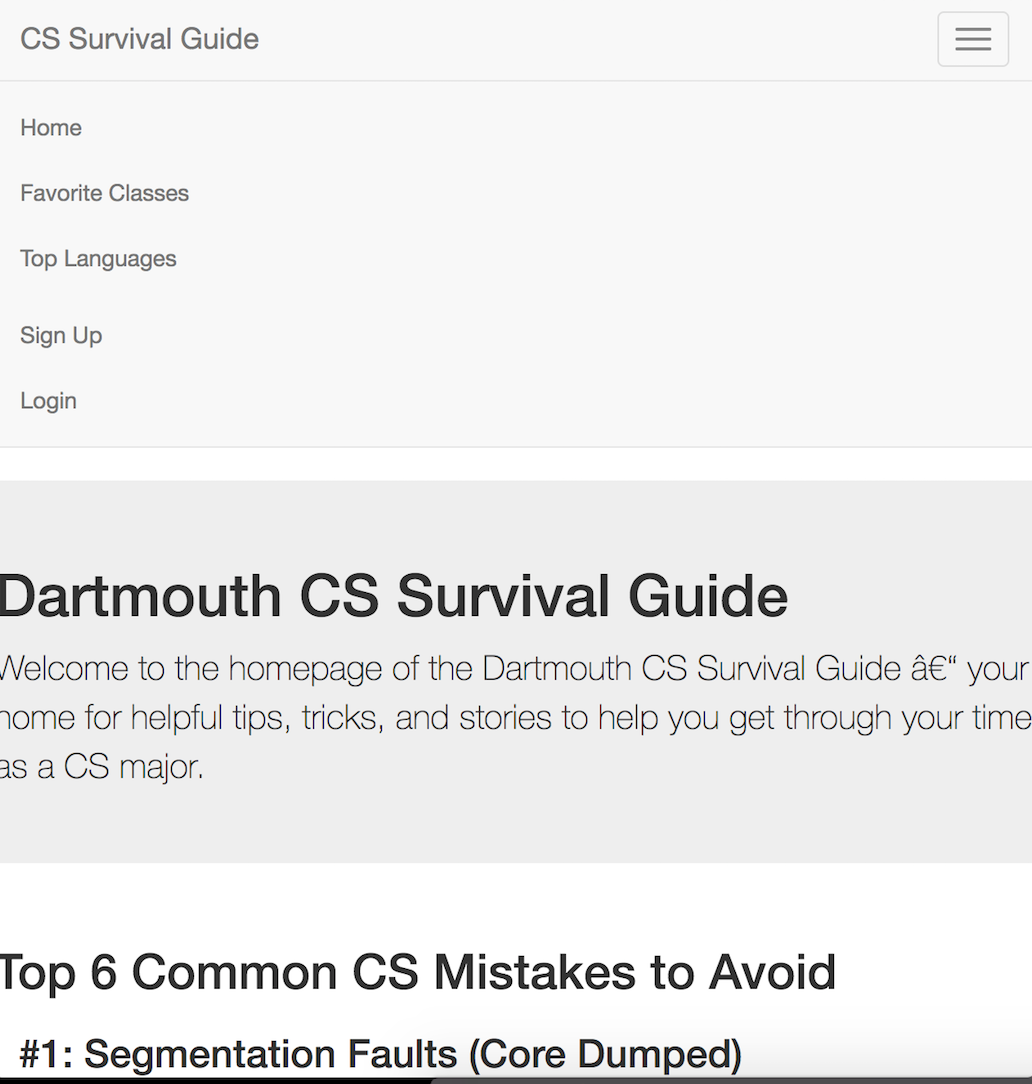 CS Survival Guide
Home
Favorite Classes
Top Languages
Sign Up
Login
Dartmouth CS Survival Guide
Welcome to the homepage of the Dartmouth CS Survival Guide â€“ your
home for helpful tips, tricks, and stories to help you get through your time
as a CS major.
Top 6 Common CS Mistakes to Avoid
#1: Segmentation Faults (Core Dumped)